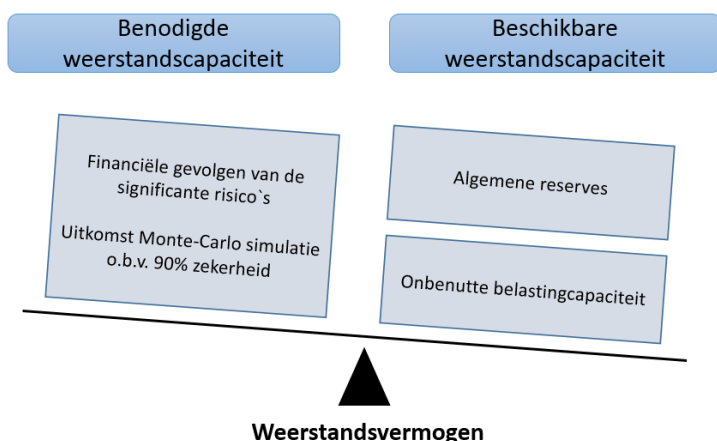 Benodigde
weerstandscapaciteit
Beschikbare
weerstandscapaciteit
Financiële gevolgen van de
significante risico`s
Uitkomst Monte-Carlo simulatie
o.b.v. 90% zekerheid
Algemene reserves
Onbenutte belastingcapaciteit
Weerstandsvermogen